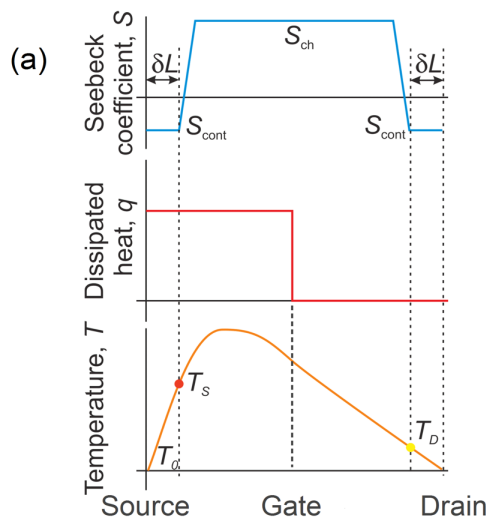 (a)
Seebeck
coefficient, S
δL
S_ch
δL
S_cont
S_cont
Dissipated
heat, q
Temperature, T
T_S
T_D
T_0
Source
Gate
Drain